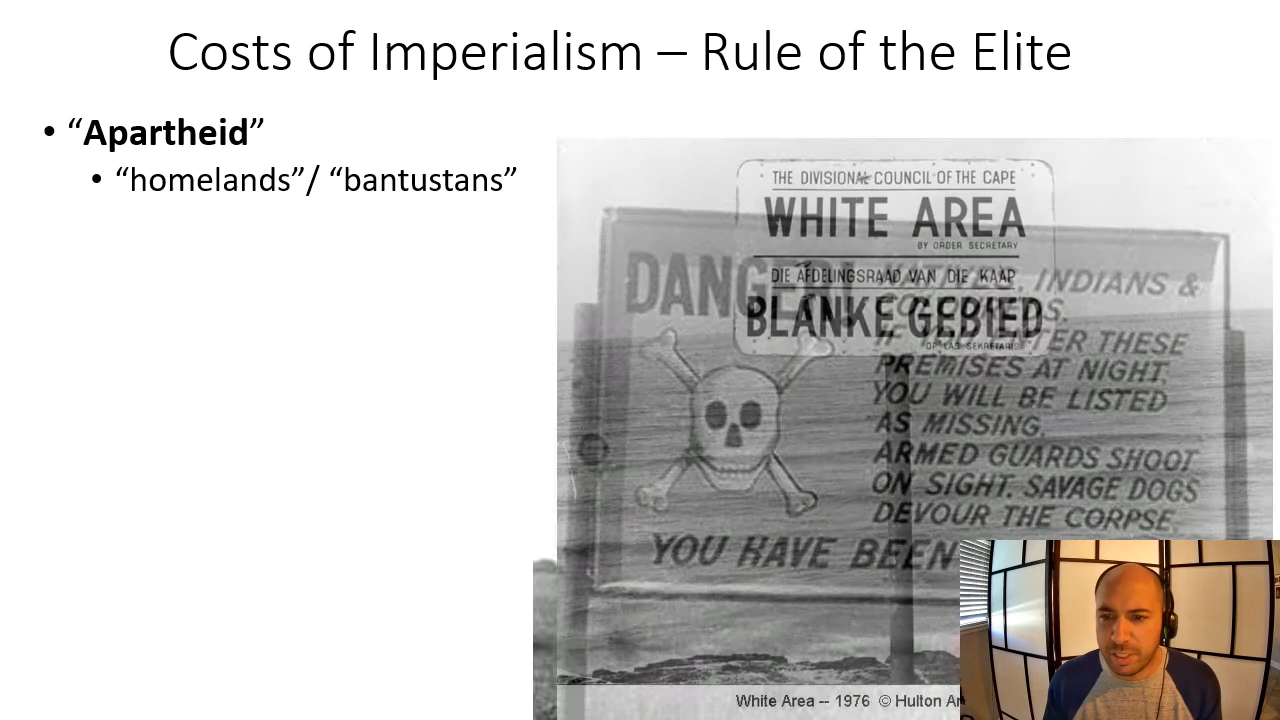 Costs of Imperialism – Rule of the Elite
• “Apartheid”
• “homelands”/ “bantustans”
THE DIVISIONAL COUNCIL OF THE CAPE
WHITE AREA
BY ORDER SECRETARY
DIE AFDELINGSRAAD VAN DIE KAAP
BLANKE GEBIED
OP LAS SEKRETARIS
DANGER!
INDIANS &
THESE
PREMISES AT NIGHT,
YOU WILL BE LISTED
AS MISSING.
ARMED GUARDS SHOOT
ON SIGHT. SAVAGE DOGS
DEVOUR THE CORPSE.
YOU HAVE BEEN
White Area -- 1976 © Hulton